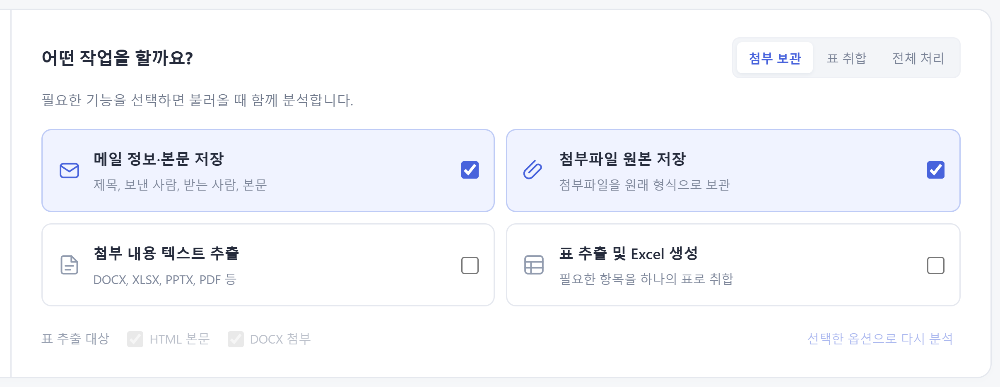 어떤 작업을 할까요?
첨부 보관 표 취합 전체 처리
필요한 기능을 선택하면 불러올 때 함께 분석합니다.
메일 정보·본문 저장
제목, 보낸 사람, 받는 사람, 본문
첨부파일 원본 저장
첨부파일을 원래 형식으로 보관
첨부 내용 텍스트 추출
DOCX, XLSX, PPTX, PDF 등
표 추출 및 Excel 생성
필요한 항목을 하나의 표로 취합
표 추출 대상 HTML 본문 DOCX 첨부
선택한 옵션으로 다시 분석